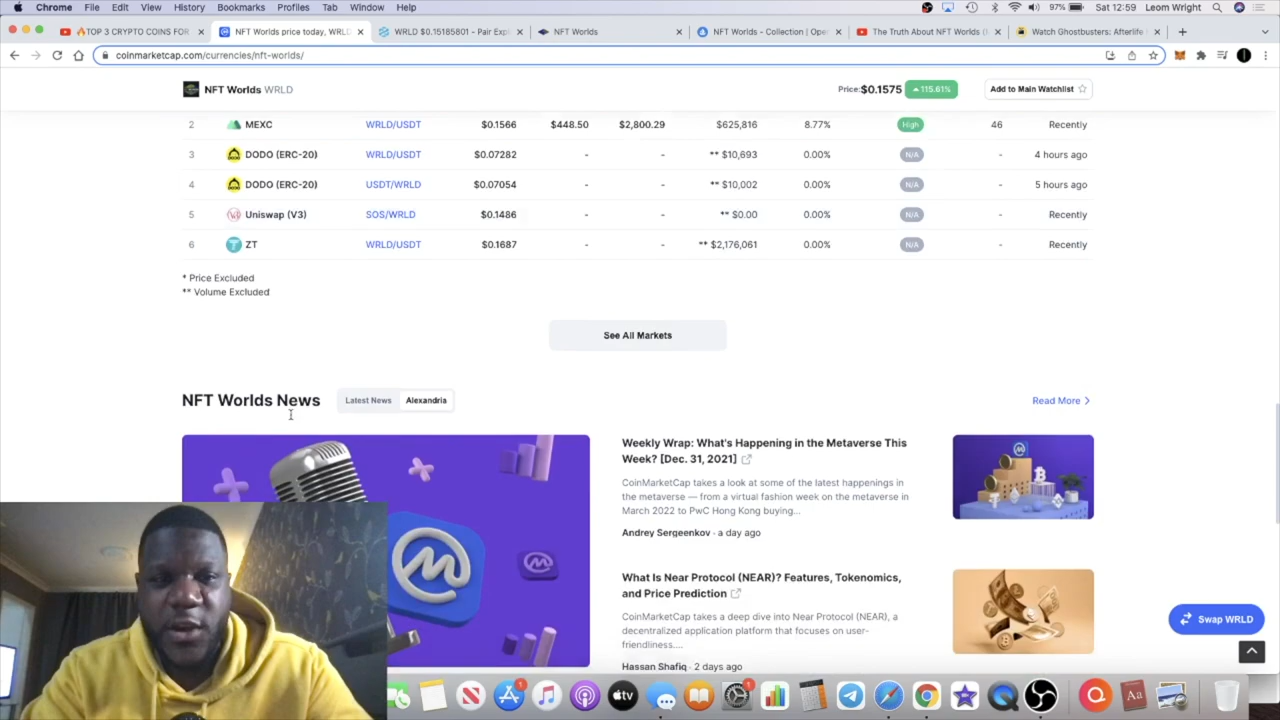 Chrome File Edit View History Bookmarks Profiles Tab Window Help 97% Sat 12:59 Leom Wright
🔥TOP 3 CRYPTO COINS FOR NFT Worlds price today, WRLD WRLD $0.15185801 - Pair Exp NFT Worlds NFT Worlds - Collection | Ope The Truth About NFT Worlds ( Watch Ghostbusters: Afterlife
coinmarketcap.com/currencies/nft-worlds/
NFT Worlds WRLD Price: $0.1575 115.61% Add to Main Watchlist
2 MEXC WRLD/USDT $0.1566 $448.50 $2,800.29 $625,816 8.77% High 46 Recently
3 DODO (ERC-20) WRLD/USDT $0.07282 - - ** $10,693 0.00% N/A - 4 hours ago
4 DODO (ERC-20) USDT/WRLD $0.07054 - - ** $10,002 0.00% N/A - 5 hours ago
5 Uniswap (V3) SOS/WRLD $0.1486 - - ** $0.00 0.00% N/A - Recently
6 ZT WRLD/USDT $0.1687 - - ** $2,176,061 0.00% N/A - Recently
* Price Excluded
** Volume Excluded
See All Markets
NFT Worlds News Latest News Alexandria Read More
Weekly Wrap: What's Happening in the Metaverse This
Week? [Dec. 31, 2021]
CoinMarketCap takes a look at some of the latest happenings in
the metaverse — from a virtual fashion week on the metaverse in
March 2022 to PwC Hong Kong buying...
Andrey Sergeenkov · a day ago
What Is Near Protocol (NEAR)? Features, Tokenomics,
and Price Prediction
CoinMarketCap takes a deep dive into Near Protocol (NEAR), a
decentralized application platform that focuses on user-
friendliness....
Hassan Shafiq · 2 days ago
Swap WRLD